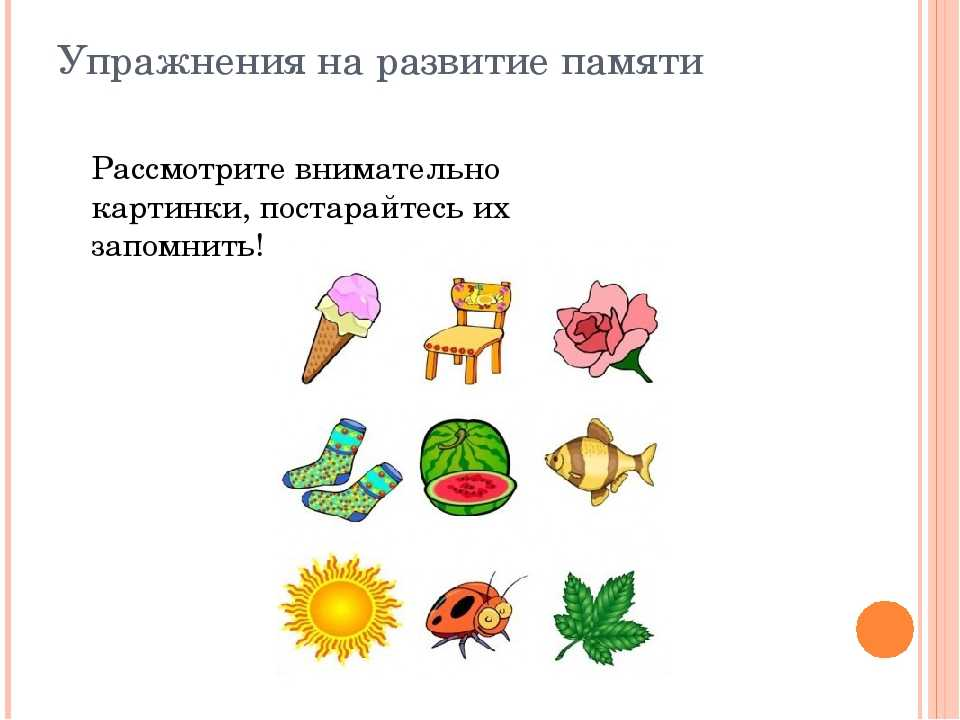 Упражнения на развитие памяти
Рассмотрите внимательно
картинки, постарайтесь их
запомнить!